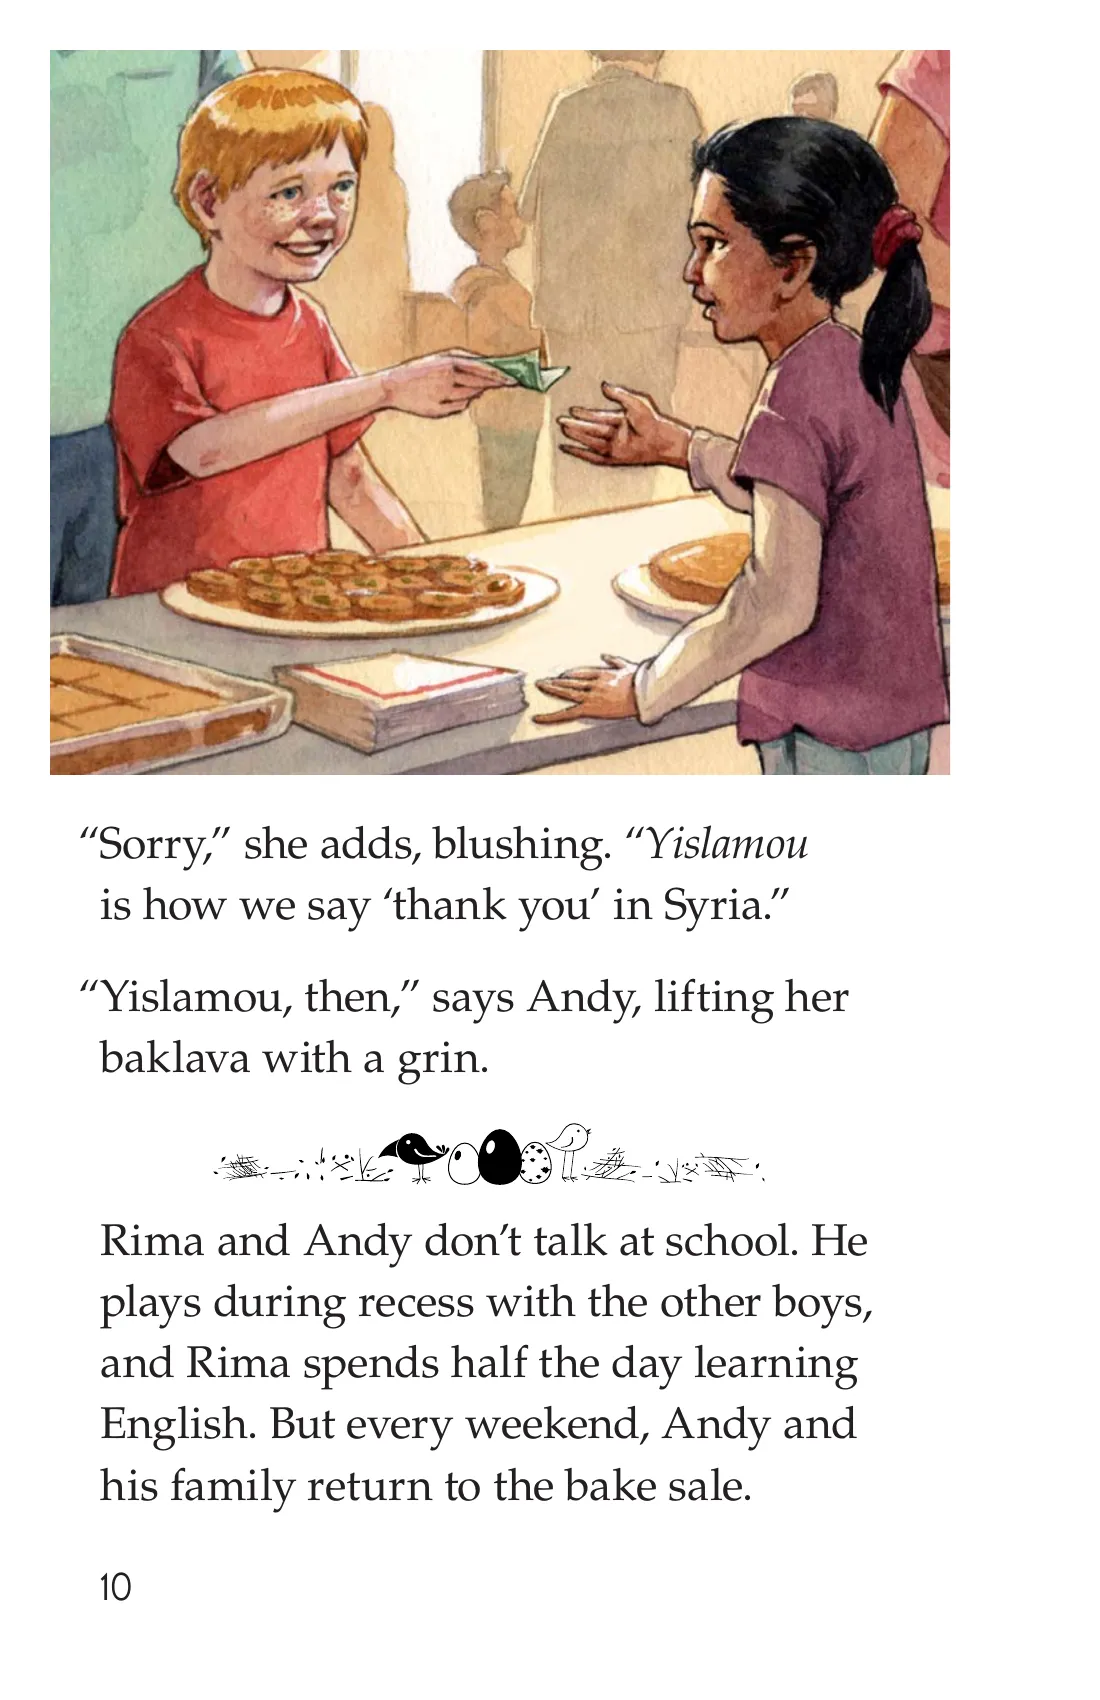 “Sorry,” she adds, blushing. “Yislamou
is how we say ‘thank you’ in Syria.”
“Yislamou, then,” says Andy, lifting her
baklava with a grin.
Rima and Andy don’t talk at school. He
plays during recess with the other boys,
and Rima spends half the day learning
English. But every weekend, Andy and
his family return to the bake sale.
10